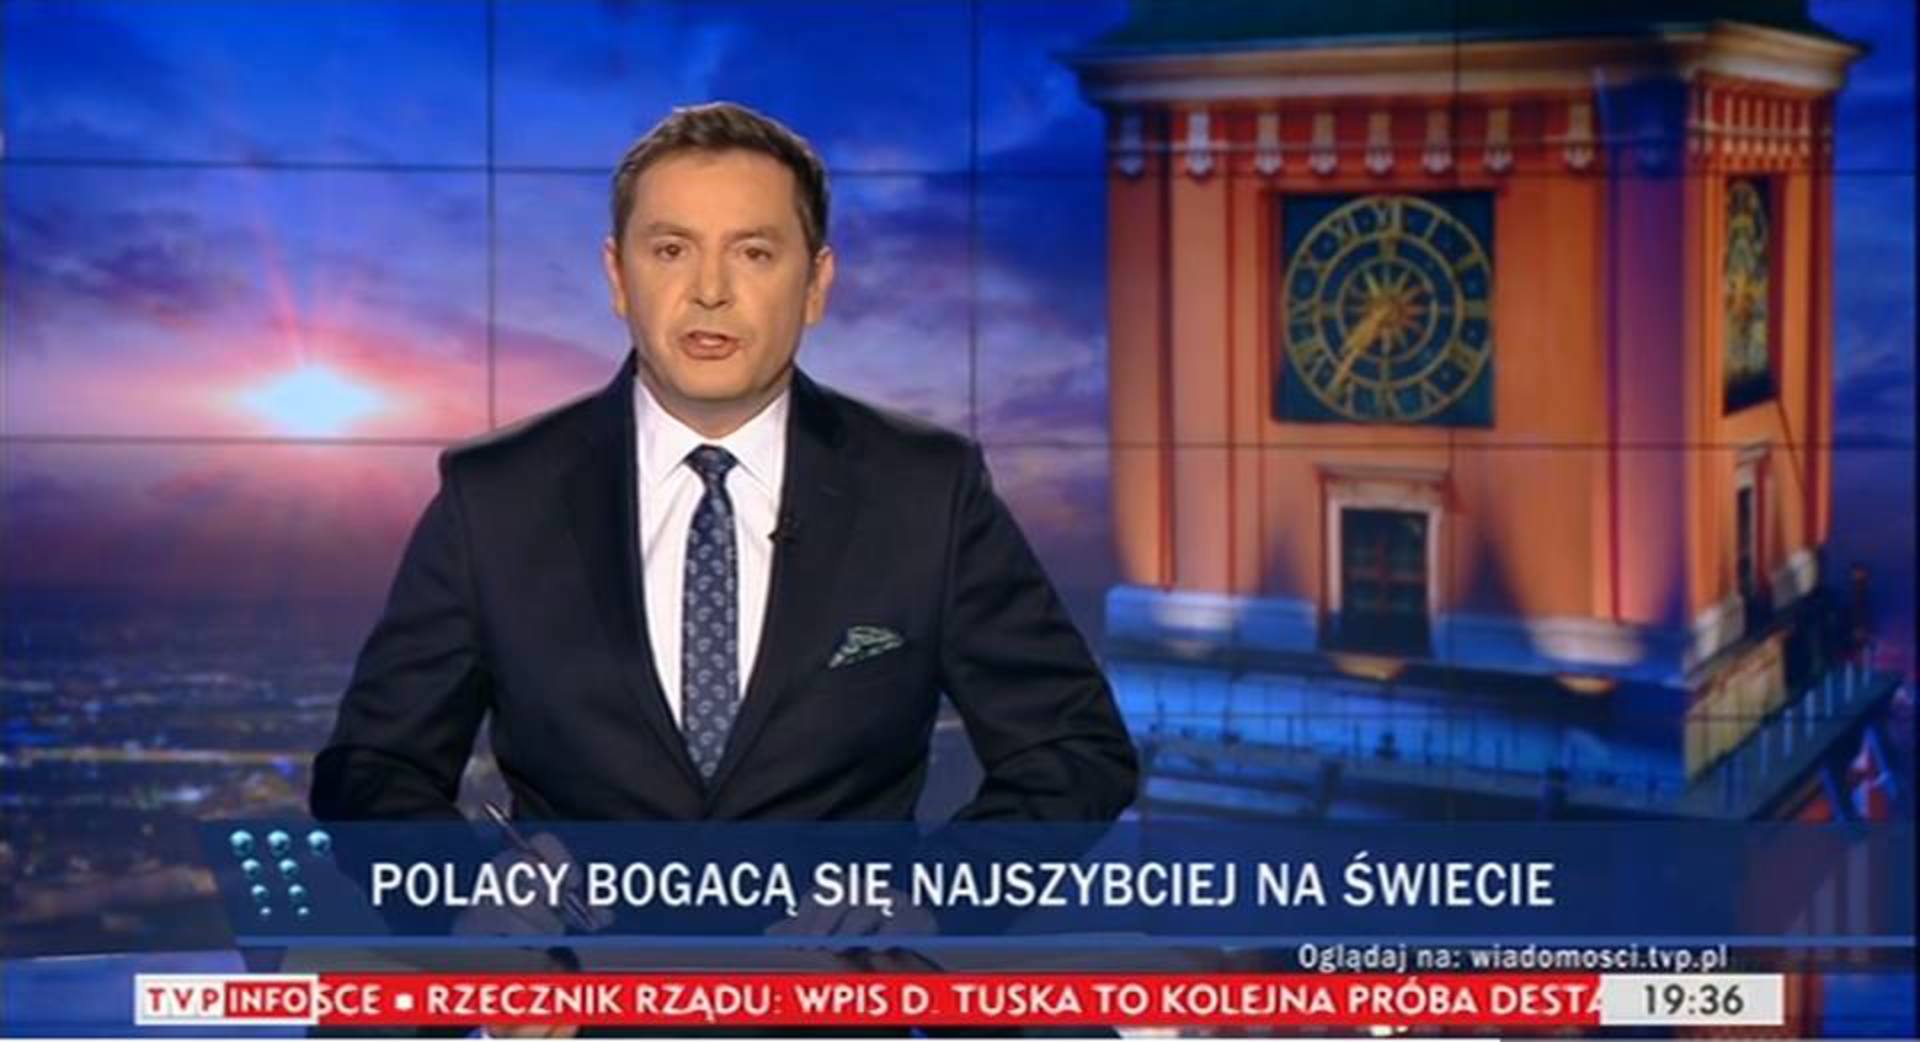 POLACY BOGACĄ SIĘ NAJSZYBCIEJ NA ŚWIECIE
Oglądaj na: wiadomosci.tvp.pl
TVP INFO SCE ▪ RZECZNIK RZĄDU: WPIS D. TUSKA TO KOLEJNA PRÓBA DESTA 19:36